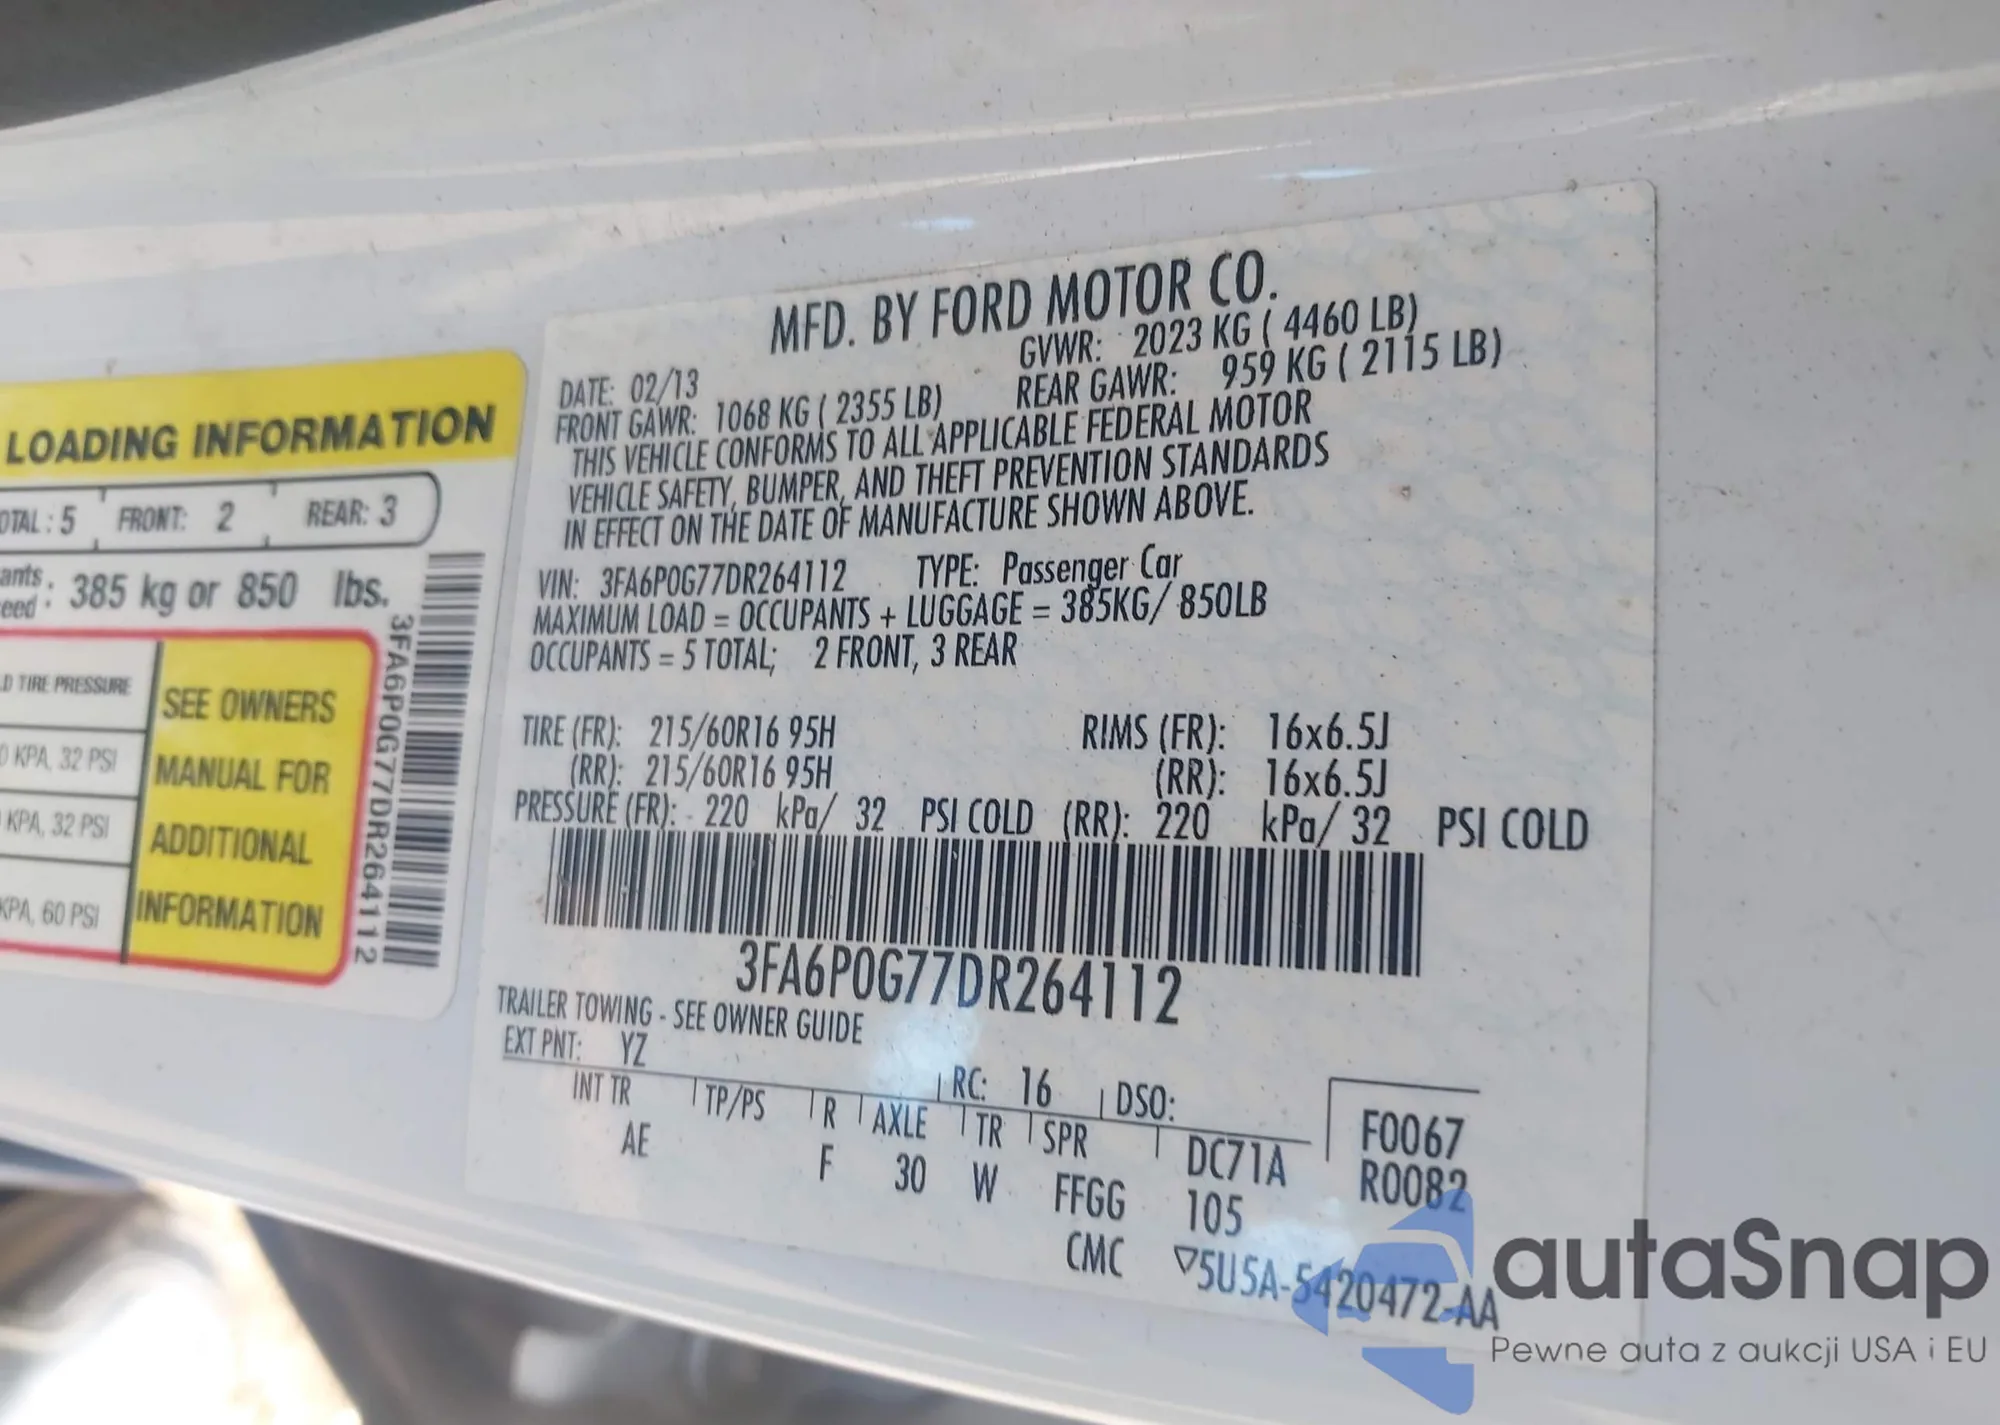 LOADING INFORMATION
OTAL : 5 FRONT: 2 REAR: 3
ants
eed : 385 kg or 850 lbs.
D TIRE PRESSURE
0 KPA, 32 PSI
KPA, 32 PSI
KPA, 60 PSI
SEE OWNERS
MANUAL FOR
ADDITIONAL
INFORMATION
3FA6P0G77DR264112
MFD. BY FORD MOTOR CO.
DATE: 02/13 GVWR: 2023 KG ( 4460 LB)
FRONT GAWR: 1068 KG ( 2355 LB) REAR GAWR: 959 KG ( 2115 LB)
THIS VEHICLE CONFORMS TO ALL APPLICABLE FEDERAL MOTOR
VEHICLE SAFETY, BUMPER, AND THEFT PREVENTION STANDARDS
IN EFFECT ON THE DATE OF MANUFACTURE SHOWN ABOVE.
VIN: 3FA6P0G77DR264112 TYPE: Passenger Car
MAXIMUM LOAD = OCCUPANTS + LUGGAGE = 385KG/ 850LB
OCCUPANTS = 5 TOTAL; 2 FRONT, 3 REAR
TIRE (FR): 215/60R16 95H RIMS (FR): 16x6.5J
(RR): 215/60R16 95H (RR): 16x6.5J
PRESSURE (FR): 220 kPa/ 32 PSI COLD (RR): 220 kPa/ 32 PSI COLD
3FA6P0G77DR264112
TRAILER TOWING - SEE OWNER GUIDE
EXT PNT: YZ RC: 16 DSO: F0067
INT TR TP/PS R AXLE TR SPR DC71A R0082
AE F 30 W FFGG 105
CMC ▽5U5A-5420472-AA
autaSnap
Pewne auta z aukcji USA i EU